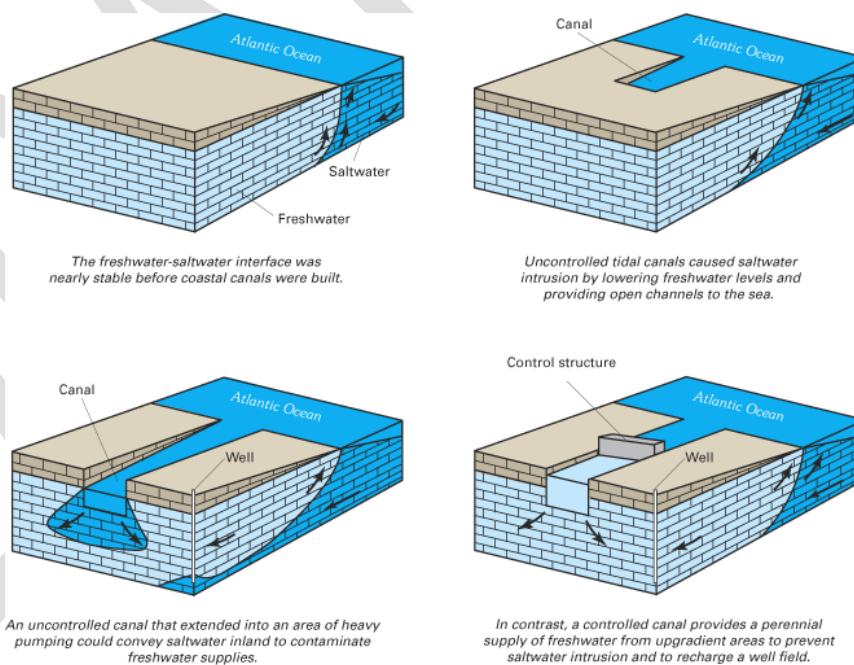 Atlantic Ocean
Saltwater
Freshwater
The freshwater-saltwater interface was
nearly stable before coastal canals were built.
Canal
Atlantic Ocean
Uncontrolled tidal canals caused saltwater
intrusion by lowering freshwater levels and
providing open channels to the sea.
Canal
Atlantic Ocean
Well
An uncontrolled canal that extended into an area of heavy
pumping could convey saltwater inland to contaminate
freshwater supplies.
Control structure
Atlantic Ocean
Well
In contrast, a controlled canal provides a perennial
supply of freshwater from upgradient areas to prevent
saltwater intrusion and to recharge a well field.